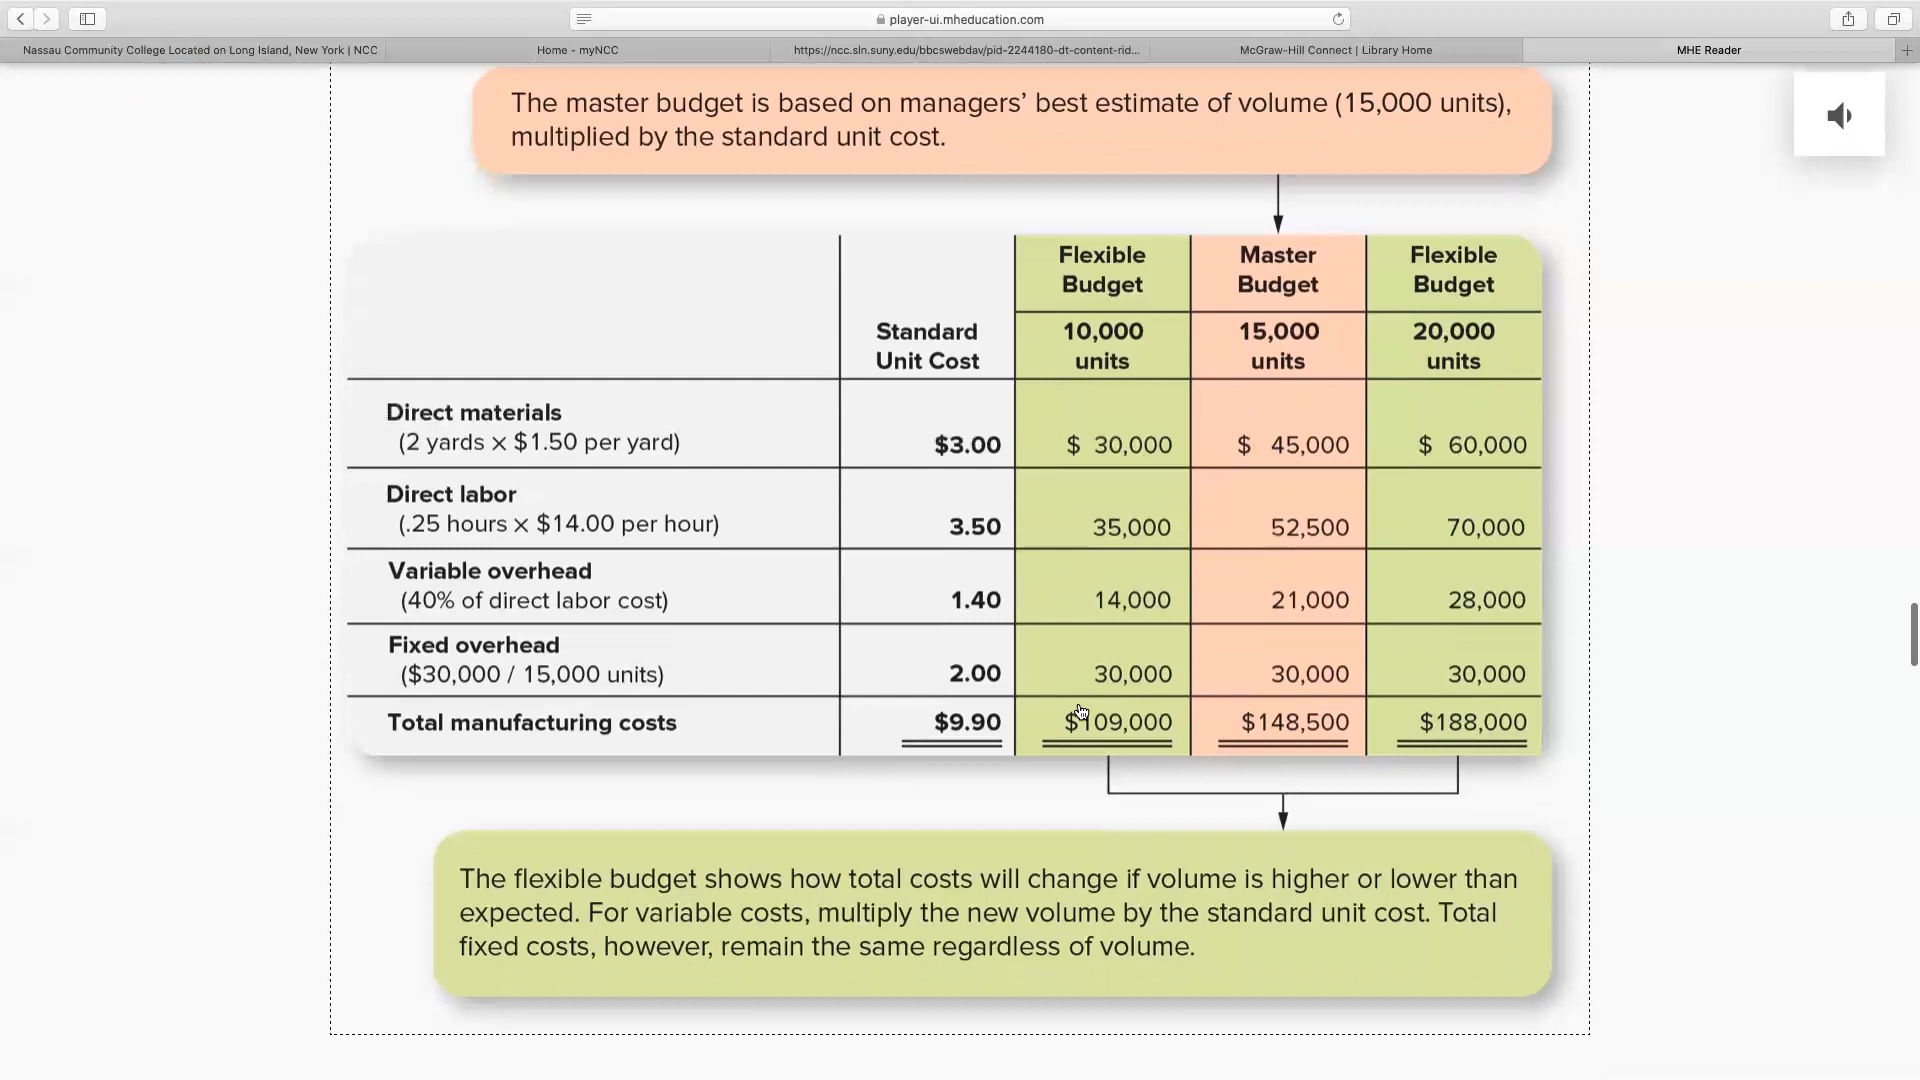 player-ui.mheducation.com
Nassau Community College Located on Long Island, New York | NCC
Home - myNCC
https://ncc.sln.suny.edu/bbcswebdav/pid-2244180-dt-content-rid...
McGraw-Hill Connect | Library Home
MHE Reader
The master budget is based on managers’ best estimate of volume (15,000 units),
multiplied by the standard unit cost.
Standard
Unit Cost
Flexible
Budget
10,000
units
Master
Budget
15,000
units
Flexible
Budget
20,000
units
Direct materials
(2 yards × $1.50 per yard) $3.00 $ 30,000 $ 45,000 $ 60,000
Direct labor
(.25 hours × $14.00 per hour) 3.50 35,000 52,500 70,000
Variable overhead
(40% of direct labor cost) 1.40 14,000 21,000 28,000
Fixed overhead
($30,000 / 15,000 units) 2.00 30,000 30,000 30,000
Total manufacturing costs $9.90 $109,000 $148,500 $188,000
The flexible budget shows how total costs will change if volume is higher or lower than
expected. For variable costs, multiply the new volume by the standard unit cost. Total
fixed costs, however, remain the same regardless of volume.